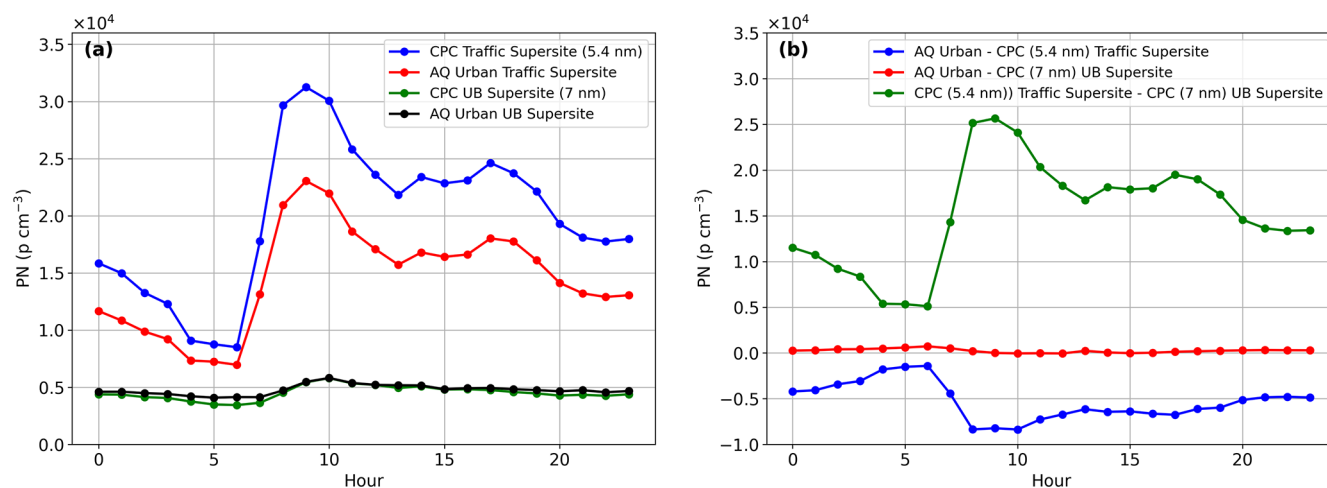 ×10⁴
3.5
3.0
2.5
2.0
1.5
1.0
0.5
0.0
PN (p cm⁻³)
(a)
CPC Traffic Supersite (5.4 nm)
AQ Urban Traffic Supersite
CPC UB Supersite (7 nm)
AQ Urban UB Supersite
0 5 10 15 20
Hour
×10⁴
3.5
3.0
2.5
2.0
1.5
1.0
0.5
0.0
−0.5
−1.0
PN (p cm⁻³)
(b)
AQ Urban - CPC (5.4 nm) Traffic Supersite
AQ Urban - CPC (7 nm) UB Supersite
CPC (5.4 nm)) Traffic Supersite - CPC (7 nm) UB Supersite
0 5 10 15 20
Hour